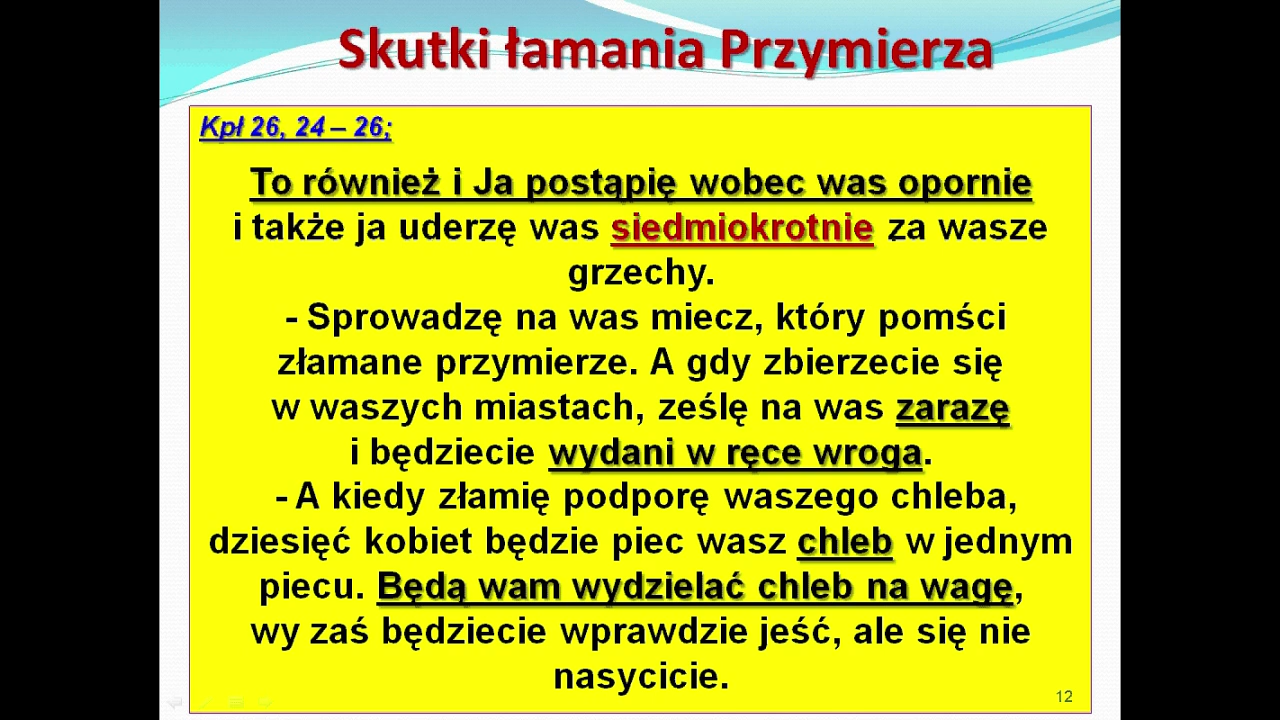 Skutki łamania Przymierza
Kpł 26, 24 – 26;
To również i Ja postąpię wobec was opornie
i także ja uderzę was siedmiokrotnie za wasze
grzechy.
- Sprowadzę na was miecz, który pomści
złamane przymierze. A gdy zbierzecie się
w waszych miastach, ześlę na was zarazę
i będziecie wydani w ręce wroga.
- A kiedy złamię podporę waszego chleba,
dziesięć kobiet będzie piec wasz chleb w jednym
piecu. Będą wam wydzielać chleb na wagę,
wy zaś będziecie wprawdzie jeść, ale się nie
nasycicie.
12